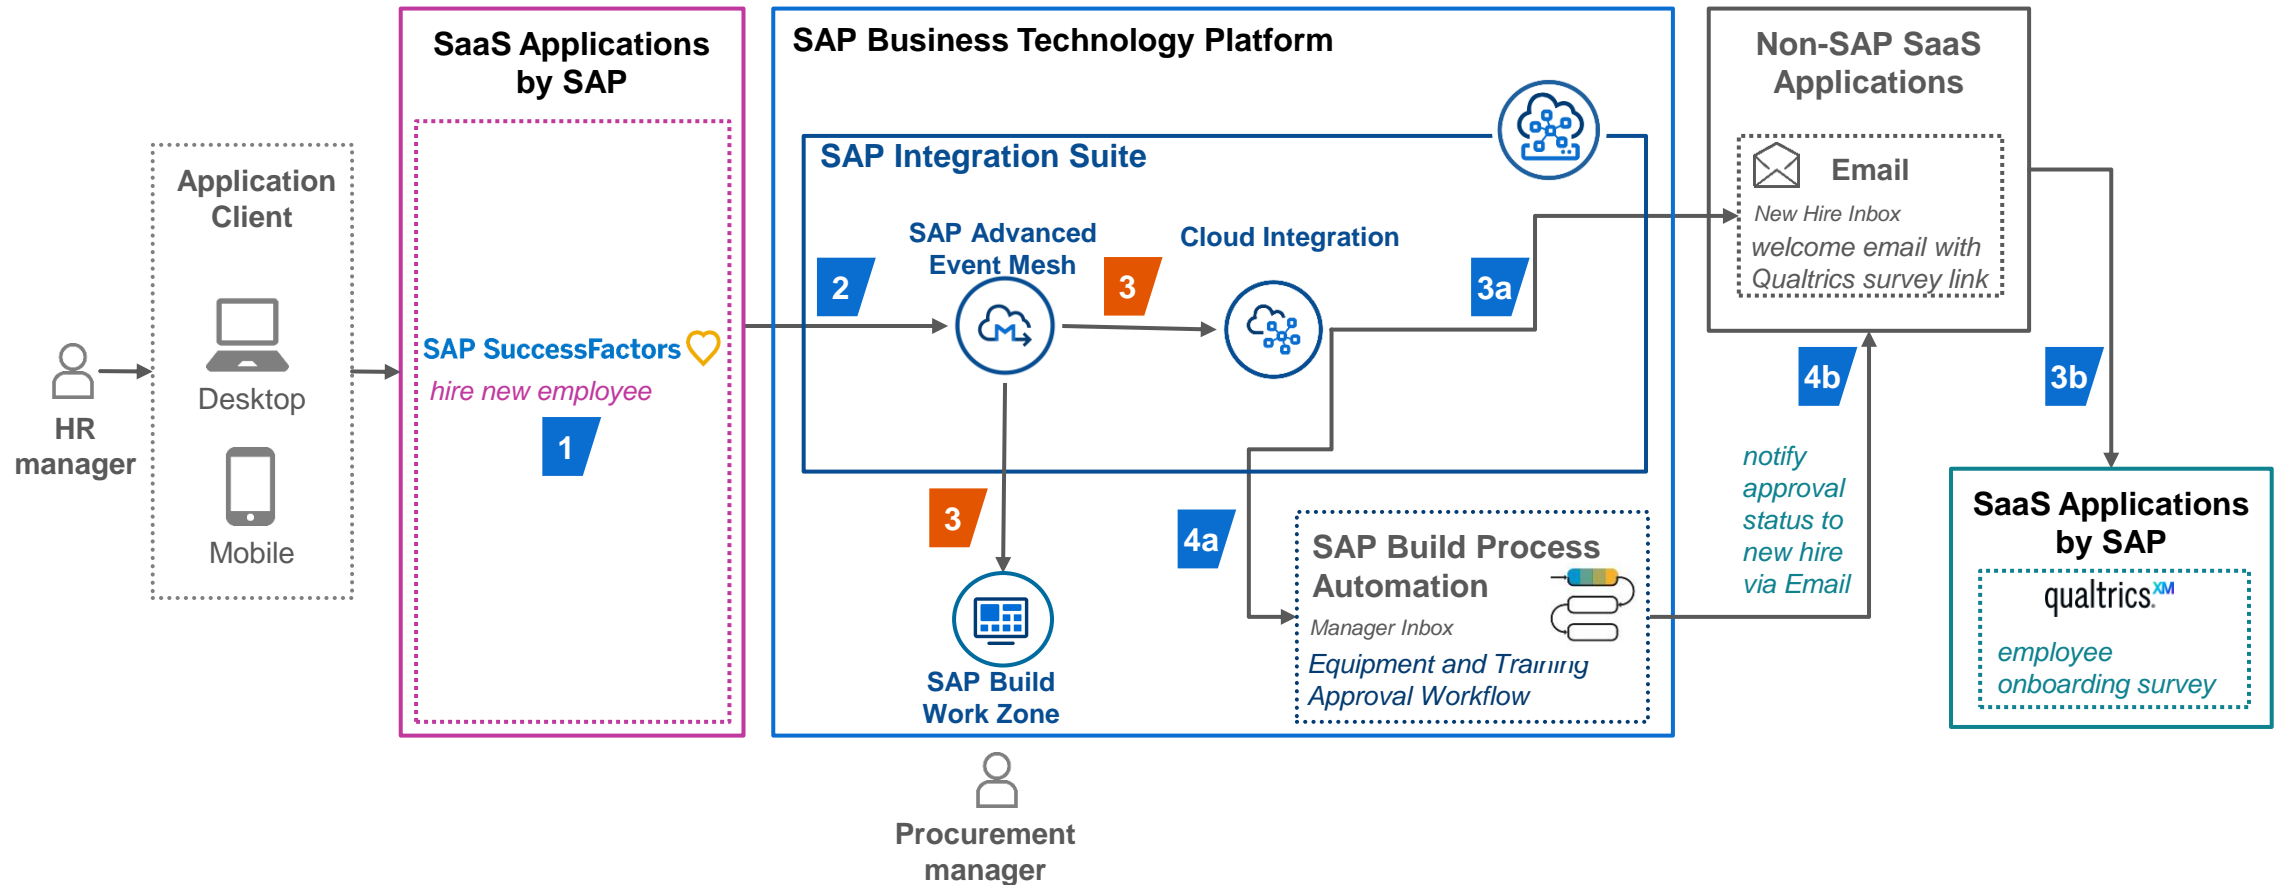 HR
manager
Application
Client
Desktop
Mobile
SaaS Applications
by SAP
SAP SuccessFactors
hire new employee
1
SAP Business Technology Platform
SAP Integration Suite
2
SAP Advanced
Event Mesh
3
Cloud Integration
3a
3
SAP Build
Work Zone
4a
SAP Build Process
Automation
Manager Inbox
Equipment and Training
Approval Workflow
Procurement
manager
Non-SAP SaaS
Applications
Email
New Hire Inbox
welcome email with
Qualtrics survey link
4b
notify
approval
status to
new hire
via Email
3b
SaaS Applications
by SAP
qualtrics.XM
employee
onboarding survey